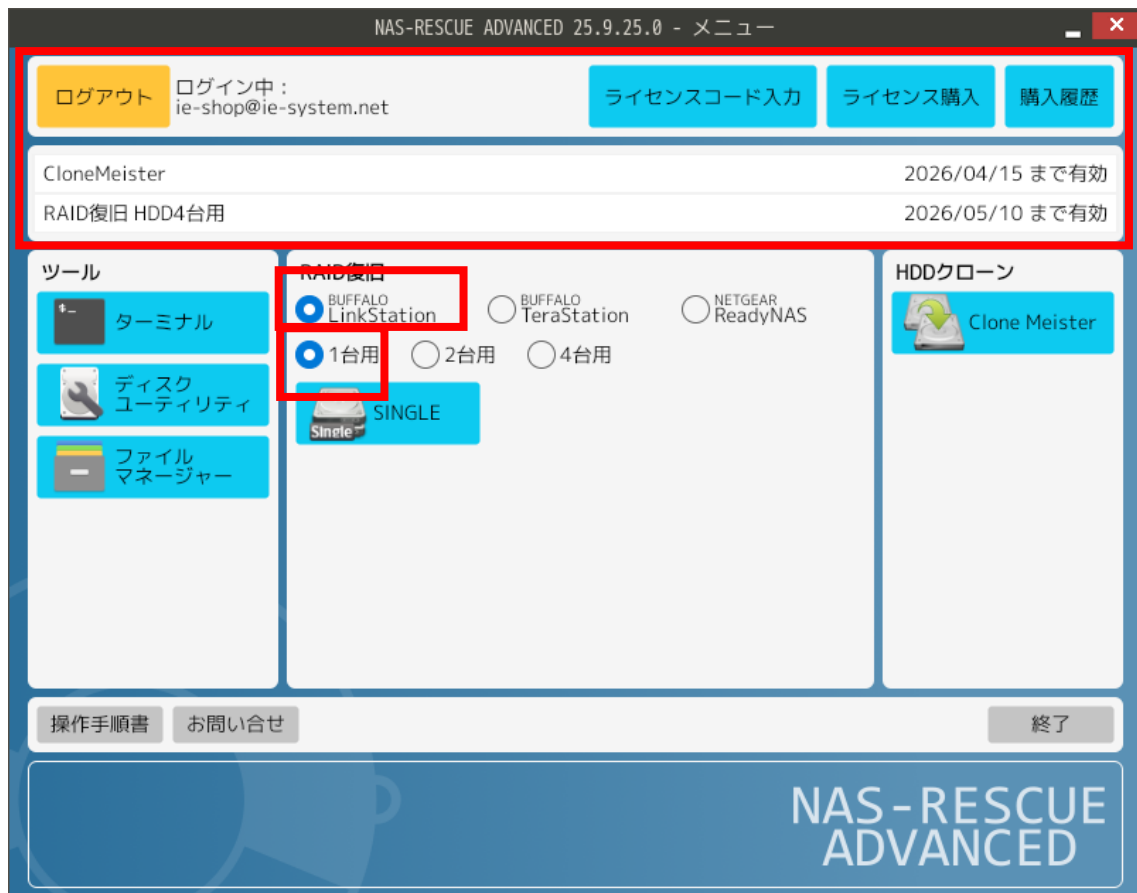 NAS-RESCUE ADVANCED 25.9.25.0 - メニュー
ログアウト
ログイン中 :
ie-shop@ie-system.net
ライセンスコード入力
ライセンス購入
購入履歴
CloneMeister
2026/04/15 まで有効
RAID復旧 HDD4台用
2026/05/10 まで有効
ツール
ターミナル
ディスク
ユーティリティ
ファイル
マネージャー
RAID復旧
BUFFALO
LinkStation
BUFFALO
TeraStation
NETGEAR
ReadyNAS
1台用
2台用
4台用
Single
SINGLE
HDDクローン
Clone Meister
操作手順書
お問い合せ
終了
NAS-RESCUE
ADVANCED